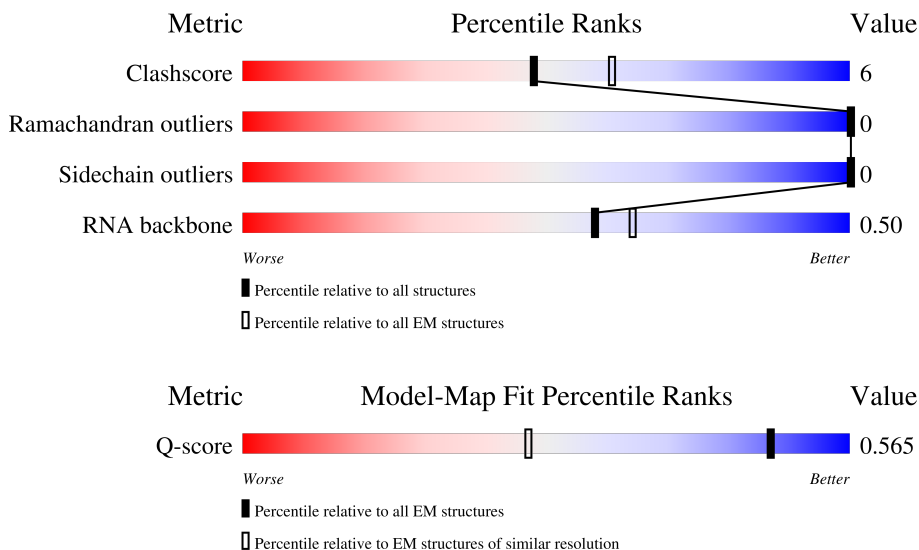 Metric Percentile Ranks Value
Clashscore 6
Ramachandran outliers 0
Sidechain outliers 0
RNA backbone 0.50
Worse Better
Percentile relative to all structures
Percentile relative to all EM structures
Metric Model-Map Fit Percentile Ranks Value
Q-score 0.565
Worse Better
Percentile relative to all EM structures
Percentile relative to EM structures of similar resolution